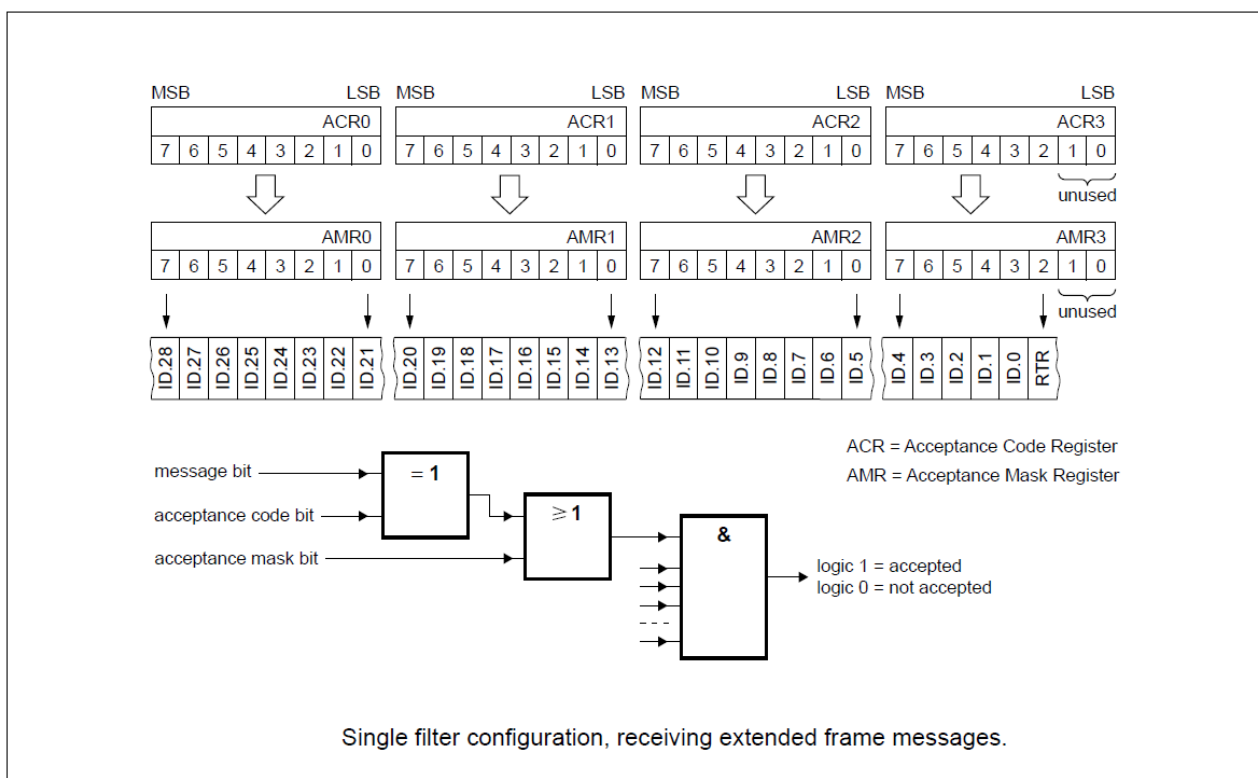 MSB LSB MSB LSB MSB LSB MSB LSB
ACR0 ACR1 ACR2 ACR3
7 6 5 4 3 2 1 0 7 6 5 4 3 2 1 0 7 6 5 4 3 2 1 0 7 6 5 4 3 2 1 0
unused
AMR0 AMR1 AMR2 AMR3
7 6 5 4 3 2 1 0 7 6 5 4 3 2 1 0 7 6 5 4 3 2 1 0 7 6 5 4 3 2 1 0
unused
ID.28 ID.27 ID.26 ID.25 ID.24 ID.23 ID.22 ID.21 ID.20 ID.19 ID.18 ID.17 ID.16 ID.15 ID.14 ID.13 ID.12 ID.11 ID.10 ID.9 ID.8 ID.7 ID.6 ID.5 ID.4 ID.3 ID.2 ID.1 ID.0 RTR
ACR = Acceptance Code Register
AMR = Acceptance Mask Register
message bit
= 1
acceptance code bit
≥ 1
acceptance mask bit
&
logic 1 = accepted
logic 0 = not accepted
Single filter configuration, receiving extended frame messages.